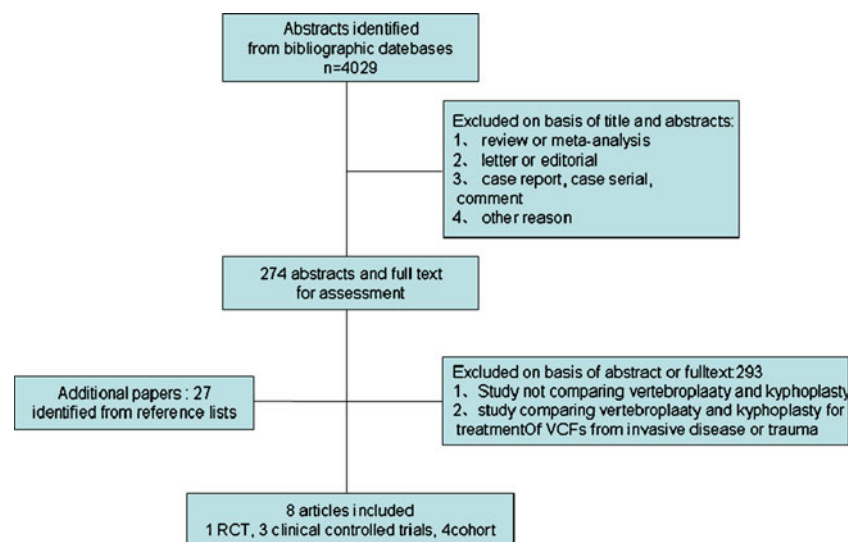 Abstracts identified
from bibliographic datebases
n=4029
Excluded on basis of title and abstracts:
1、 review or meta-analysis
2、 letter or editorial
3、 case report, case serial,
comment
4、 other reason
274 abstracts and full text
for assessment
Additional papers : 27
identified from reference lists
Excluded on basis of abstract or fulltext:293
1、 Study not comparing vertebroplaaty and kyphoplasty
2、 study comparing vertebroplaaty and kyphoplasty for
treatmentOf VCFs from invasive disease or trauma
8 articles included
1 RCT, 3 clinical controlled trials, 4cohort